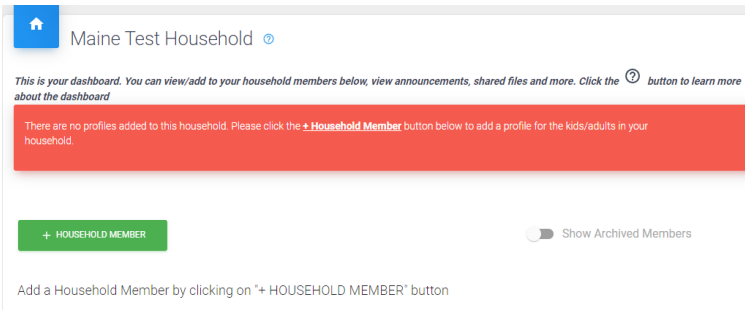 Maine Test Household ?
This is your dashboard. You can view/add to your household members below, view announcements, shared files and more. Click the ? button to learn more
about the dashboard
There are no profiles added to this household. Please click the + Household Member button below to add a profile for the kids/adults in your
household.
+ HOUSEHOLD MEMBER
Show Archived Members
Add a Household Member by clicking on "+ HOUSEHOLD MEMBER" button